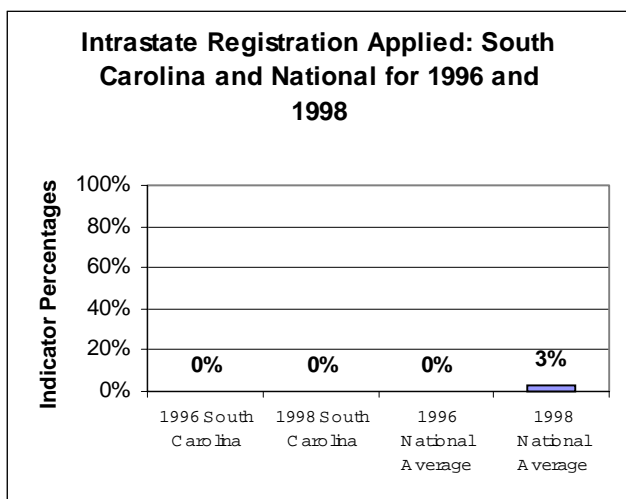 Intrastate Registration Applied: South
Carolina and National for 1996 and
1998
Indicator Percentages
100%
80%
60%
40%
20%
0%
0%
0%
0%
3%
1996 South
Carolina
1998 South
Carolina
1996
National
Average
1998
National
Average